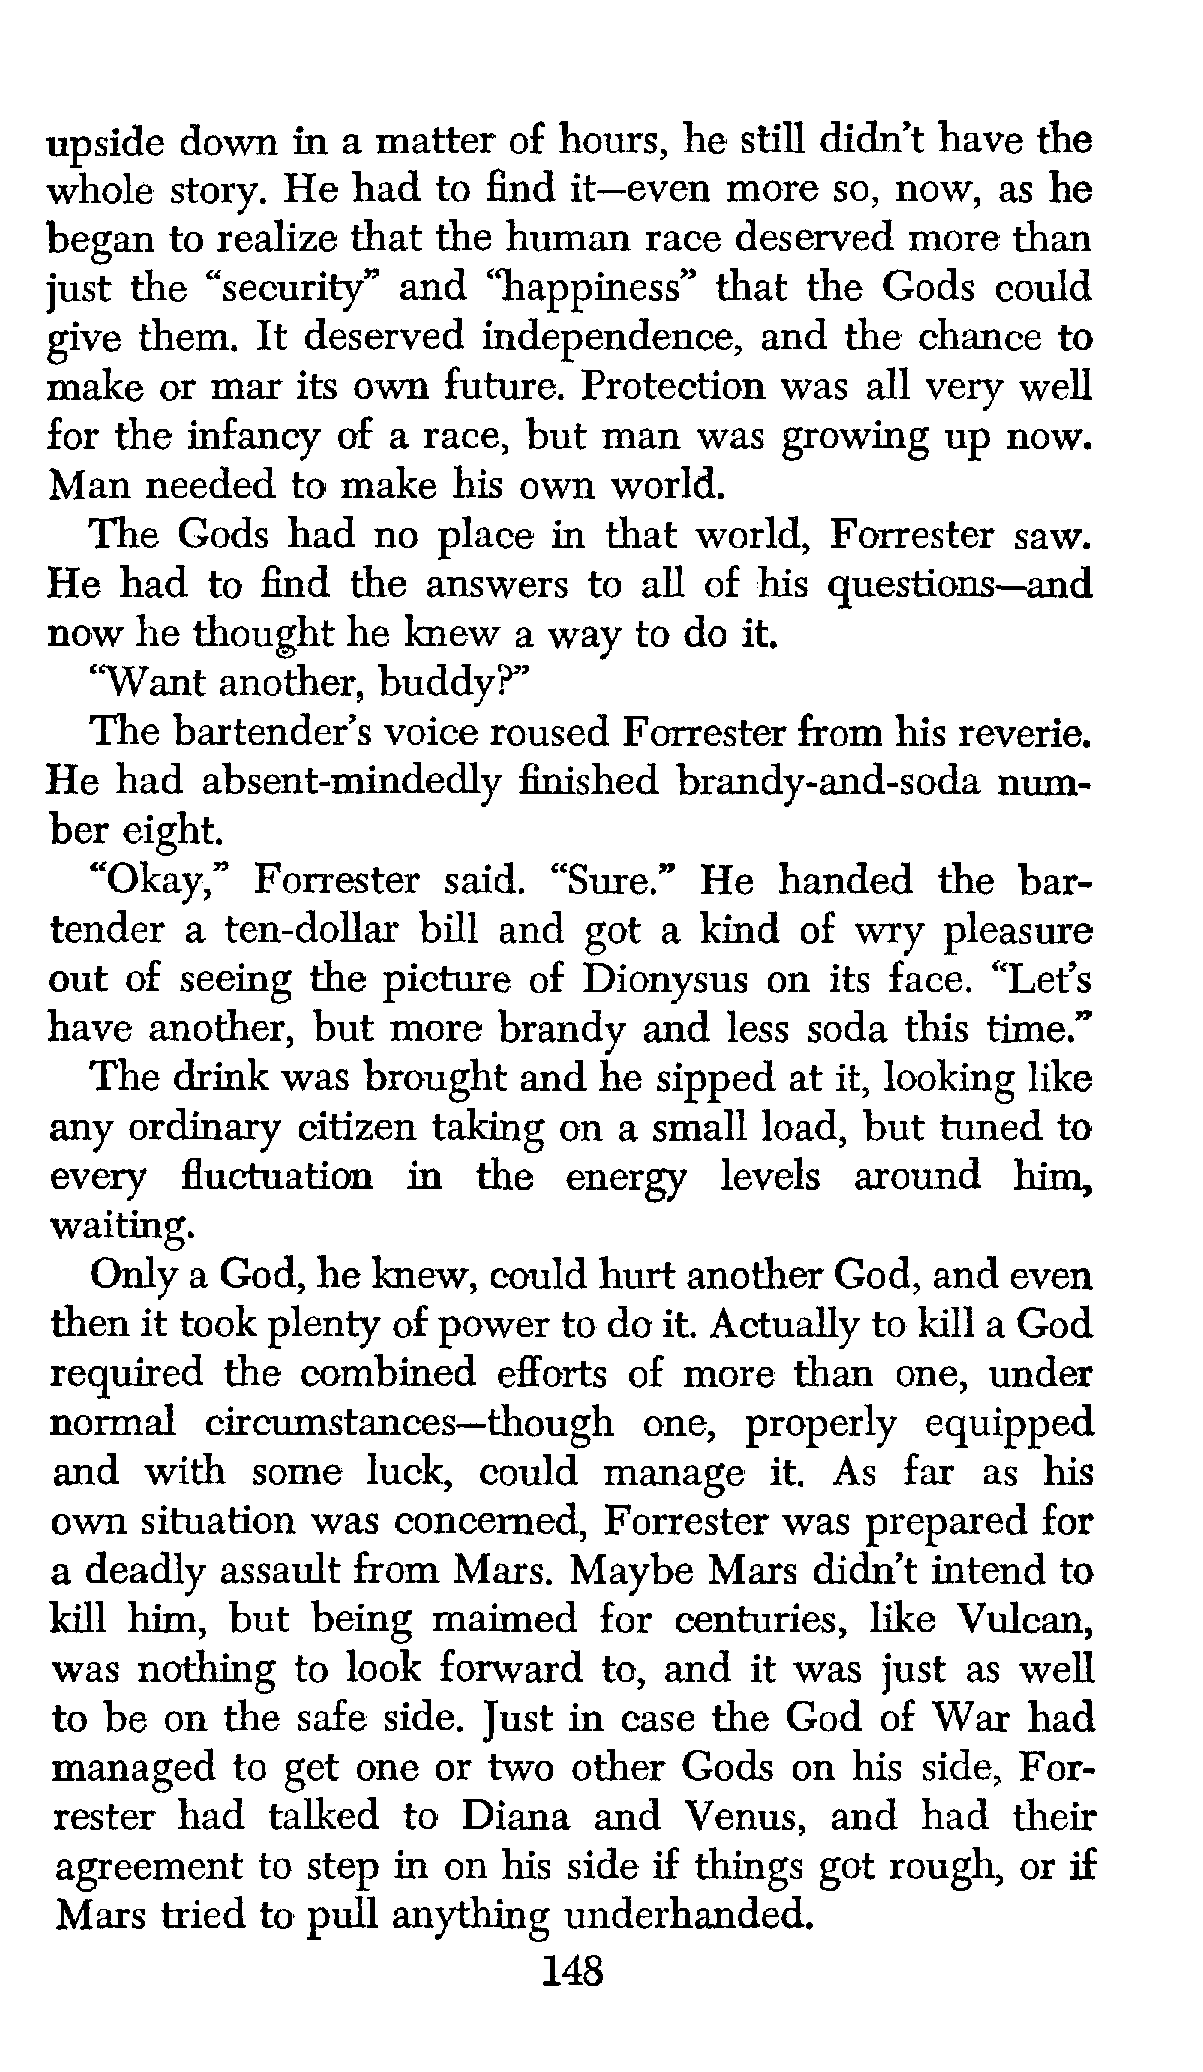 upside down in a matter of hours, he still didn't have the
whole story. He had to find it—even more so, now, as he
began to realize that the human race deserved more than
just the "security" and "happiness" that the Gods could
give them. It deserved independence, and the chance to
make or mar its own future. Protection was all very well
for the infancy of a race, but man was growing up now.
Man needed to make his own world.
The Gods had no place in that world, Forrester saw.
He had to find the answers to all of his questions—and
now he thought he knew a way to do it.
"Want another, buddy?"
The bartender's voice roused Forrester from his reverie.
He had absent-mindedly finished brandy-and-soda num-
ber eight.
"Okay," Forrester said. "Sure." He handed the bar-
tender a ten-dollar bill and got a kind of wry pleasure
out of seeing the picture of Dionysus on its face. "Let's
have another, but more brandy and less soda this time."
The drink was brought and he sipped at it, looking like
any ordinary citizen taking on a small load, but tuned to
every fluctuation in the energy levels around him,
waiting.
Only a God, he knew, could hurt another God, and even
then it took plenty of power to do it. Actually to kill a God
required the combined efforts of more than one, under
normal circumstances—though one, properly equipped
and with some luck, could manage it. As far as his
own situation was concerned, Forrester was prepared for
a deadly assault from Mars. Maybe Mars didn't intend to
kill him, but being maimed for centuries, like Vulcan,
was nothing to look forward to, and it was just as well
to be on the safe side. Just in case the God of War had
managed to get one or two other Gods on his side, For-
rester had talked to Diana and Venus, and had their
agreement to step in on his side if things got rough, or if
Mars tried to pull anything underhanded.
148